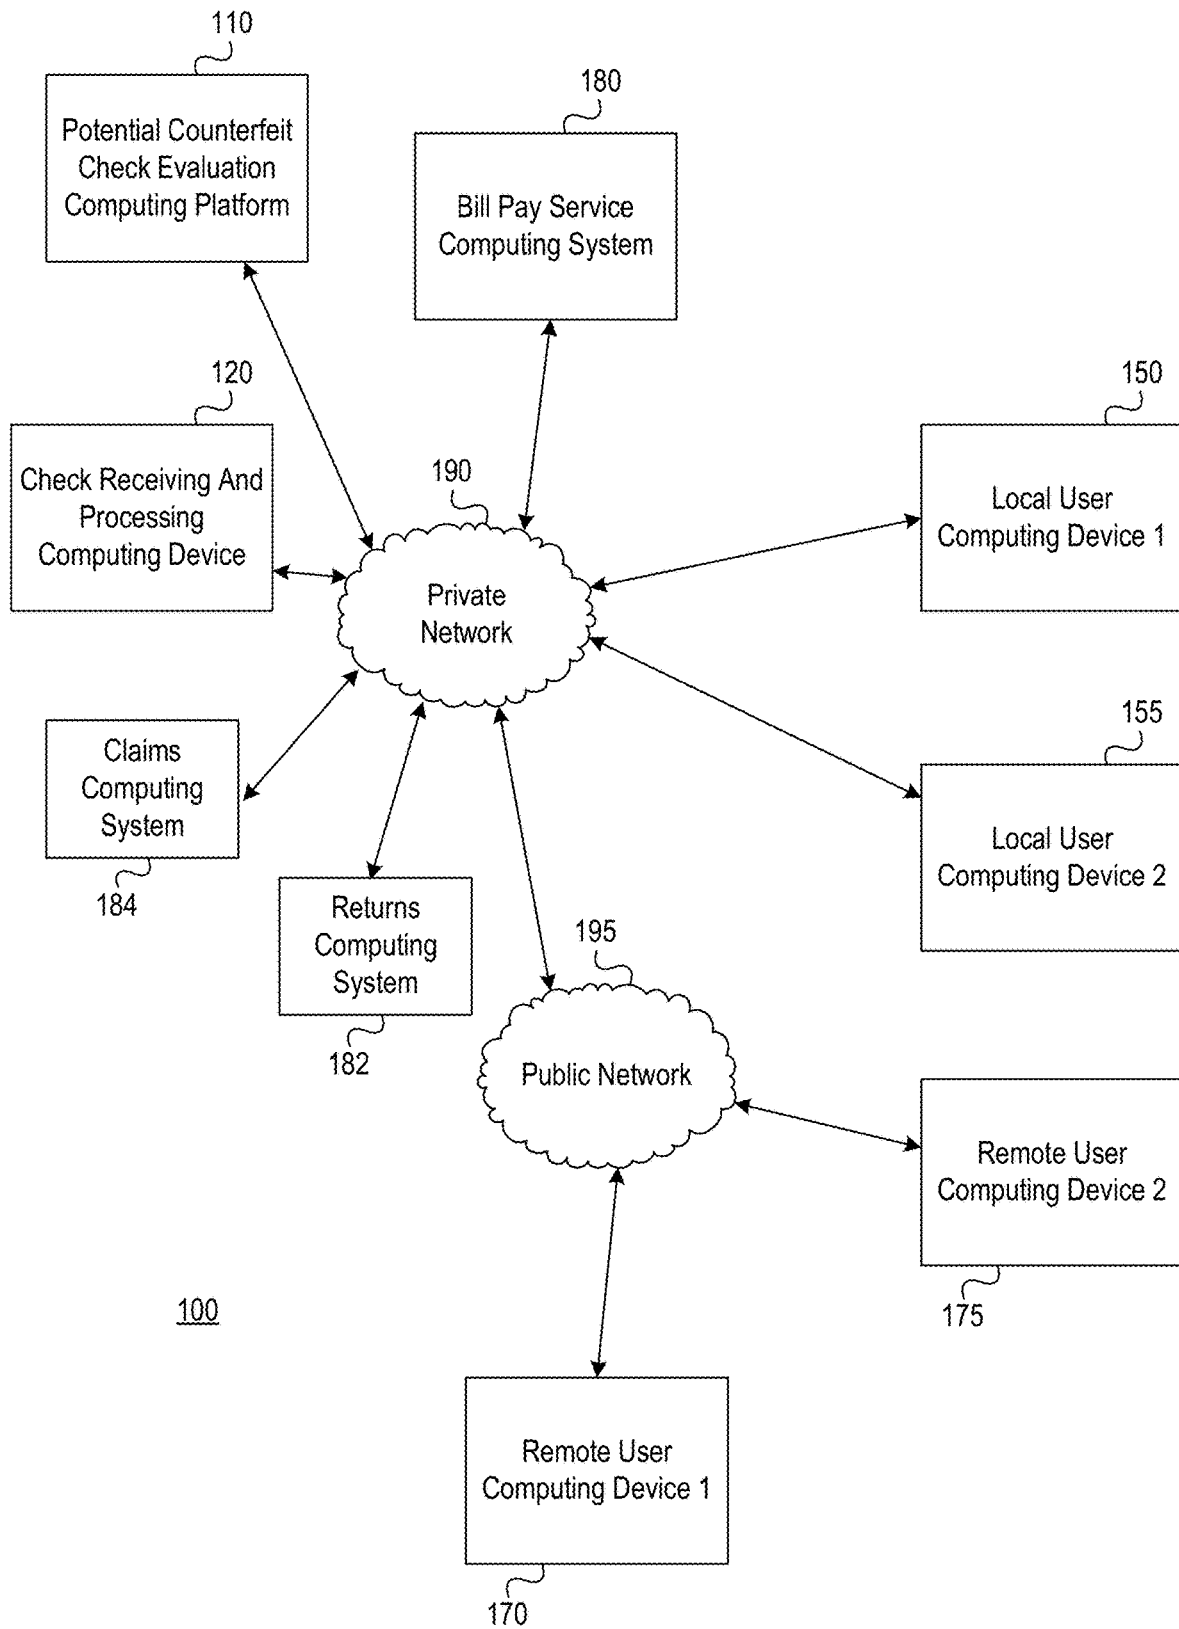 110
Potential Counterfeit
Check Evaluation
Computing Platform
180
Bill Pay Service
Computing System
120
Check Receiving And
Processing
Computing Device
190
Private
Network
150
Local User
Computing Device 1
155
Local User
Computing Device 2
Claims
Computing
System
184
Returns
Computing
System
182
195
Public Network
Remote User
Computing Device 2
175
100
Remote User
Computing Device 1
170